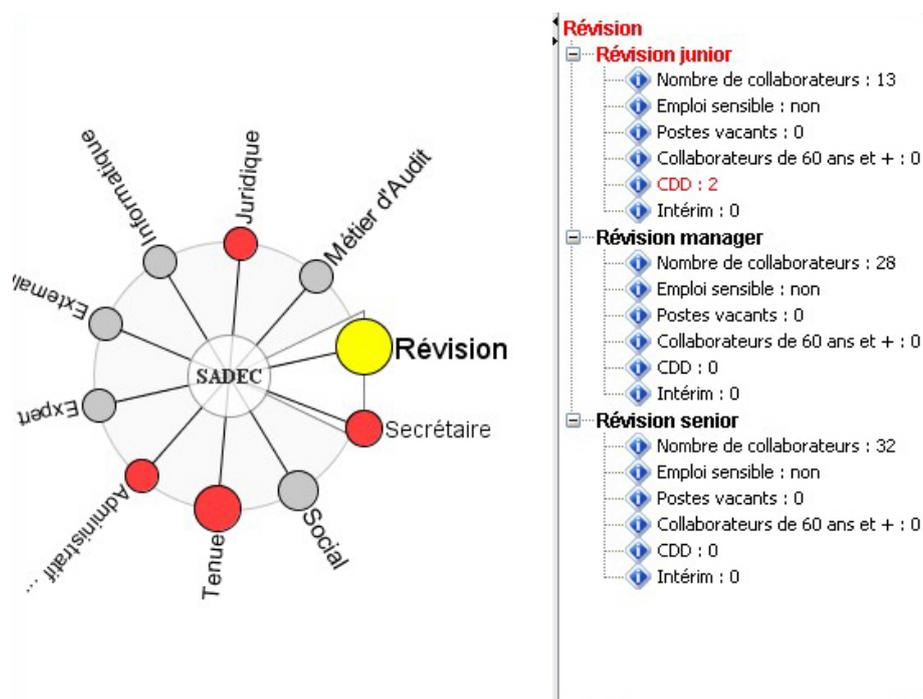 Informatique
Juridique
Métier d'Audit
External
Révision
SADEC
Expert
Secrétaire
Administratif ...
Tenue
Social
Révision
Révision junior
Nombre de collaborateurs : 13
Emploi sensible : non
Postes vacants : 0
Collaborateurs de 60 ans et + : 0
CDD : 2
Intérim : 0
Révision manager
Nombre de collaborateurs : 28
Emploi sensible : non
Postes vacants : 0
Collaborateurs de 60 ans et + : 0
CDD : 0
Intérim : 0
Révision senior
Nombre de collaborateurs : 32
Emploi sensible : non
Postes vacants : 0
Collaborateurs de 60 ans et + : 0
CDD : 0
Intérim : 0